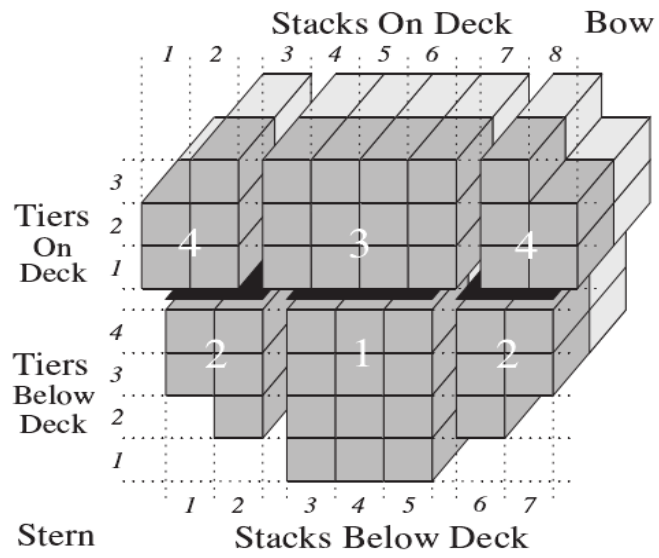 Stacks On Deck Bow
1 2 3 4 5 6 7 8
3
Tiers 2
On
Deck 1
4 3 4
4
2 1 2
Tiers 3
Below
Deck 2
1
1 2 3 4 5 6 7
Stern Stacks Below Deck